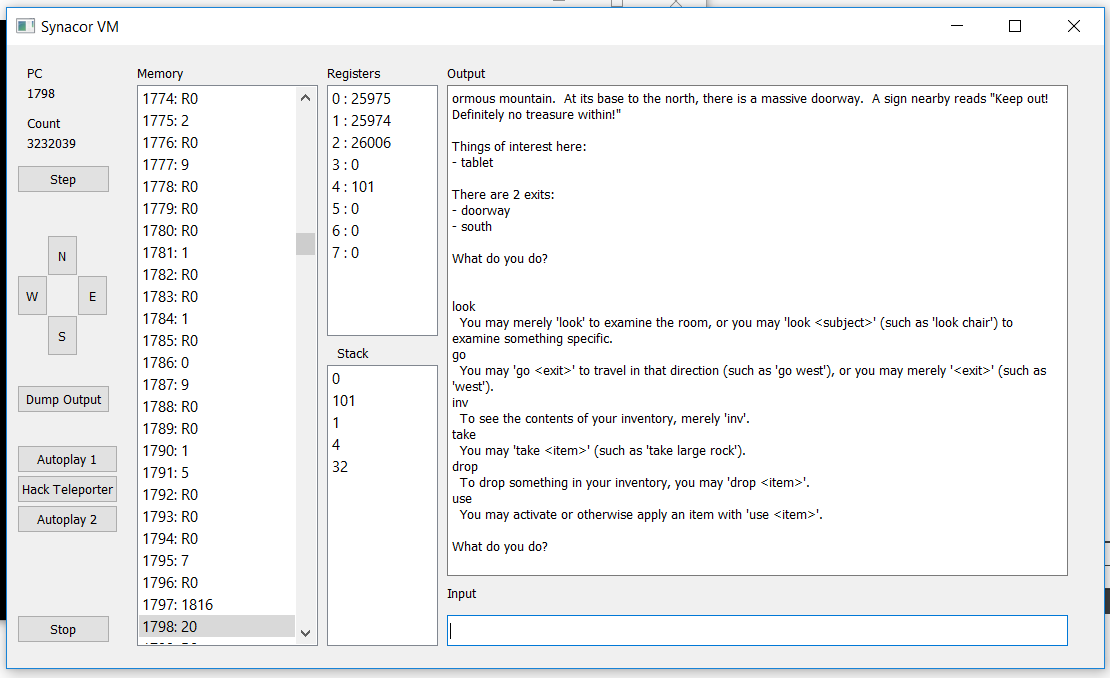 Synacor VM
PC
1798
Count
3232039
Step
N
W
E
S
Dump Output
Autoplay 1
Hack Teleporter
Autoplay 2
Stop
Memory
1774: R0
1775: 2
1776: R0
1777: 9
1778: R0
1779: R0
1780: R0
1781: 1
1782: R0
1783: R0
1784: 1
1785: R0
1786: 0
1787: 9
1788: R0
1789: R0
1790: 1
1791: 5
1792: R0
1793: R0
1794: R0
1795: 7
1796: R0
1797: 1816
1798: 20
Registers
0 : 25975
1 : 25974
2 : 26006
3 : 0
4 : 101
5 : 0
6 : 0
7 : 0
Stack
0
101
1
4
32
Output
ormous mountain.  At its base to the north, there is a massive doorway.  A sign nearby reads "Keep out!
Definitely no treasure within!"
Things of interest here:
- tablet
There are 2 exits:
- doorway
- south
What do you do?
look
You may merely 'look' to examine the room, or you may 'look <subject>' (such as 'look chair') to
examine something specific.
go
You may 'go <exit>' to travel in that direction (such as 'go west'), or you may merely '<exit>' (such as
'west').
inv
To see the contents of your inventory, merely 'inv'.
take
You may 'take <item>' (such as 'take large rock').
drop
To drop something in your inventory, you may 'drop <item>'.
use
You may activate or otherwise apply an item with 'use <item>'.
What do you do?
Input